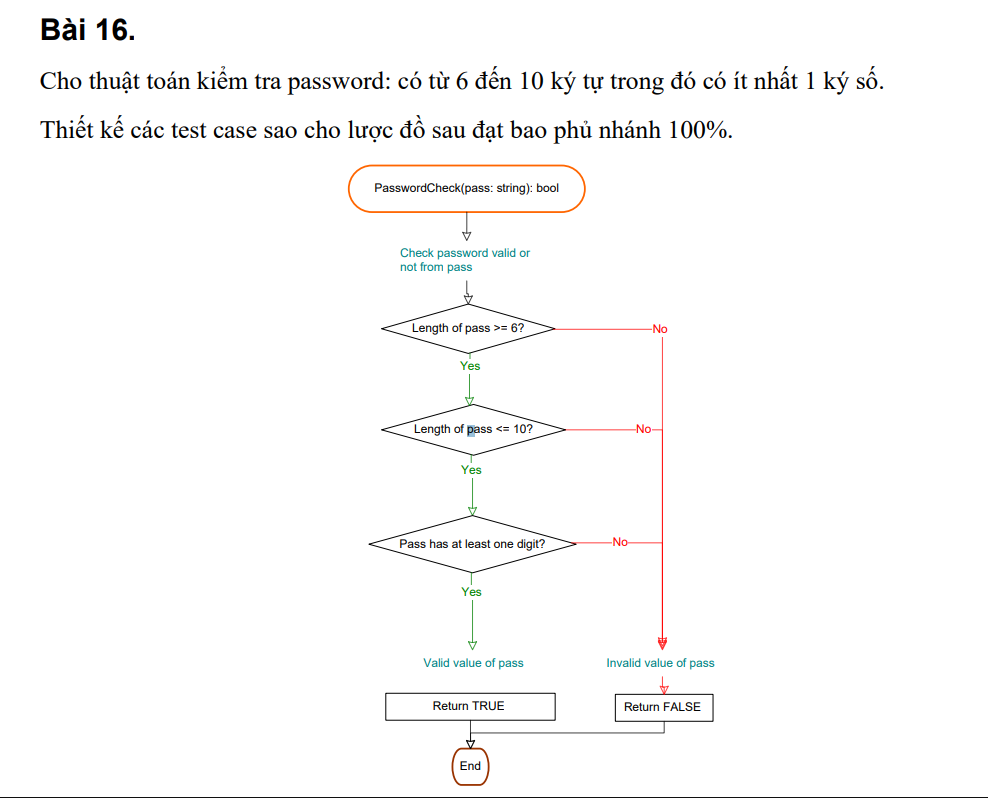 Bài 16.
Cho thuật toán kiểm tra password: có từ 6 đến 10 ký tự trong đó có ít nhất 1 ký số.
Thiết kế các test case sao cho lược đồ sau đạt bao phủ nhánh 100%.
PasswordCheck(pass: string): bool
Check password valid or
not from pass
Length of pass >= 6?
No
Yes
Length of pass <= 10?
No
Yes
Pass has at least one digit?
No
Yes
Valid value of pass
Invalid value of pass
Return TRUE
Return FALSE
End